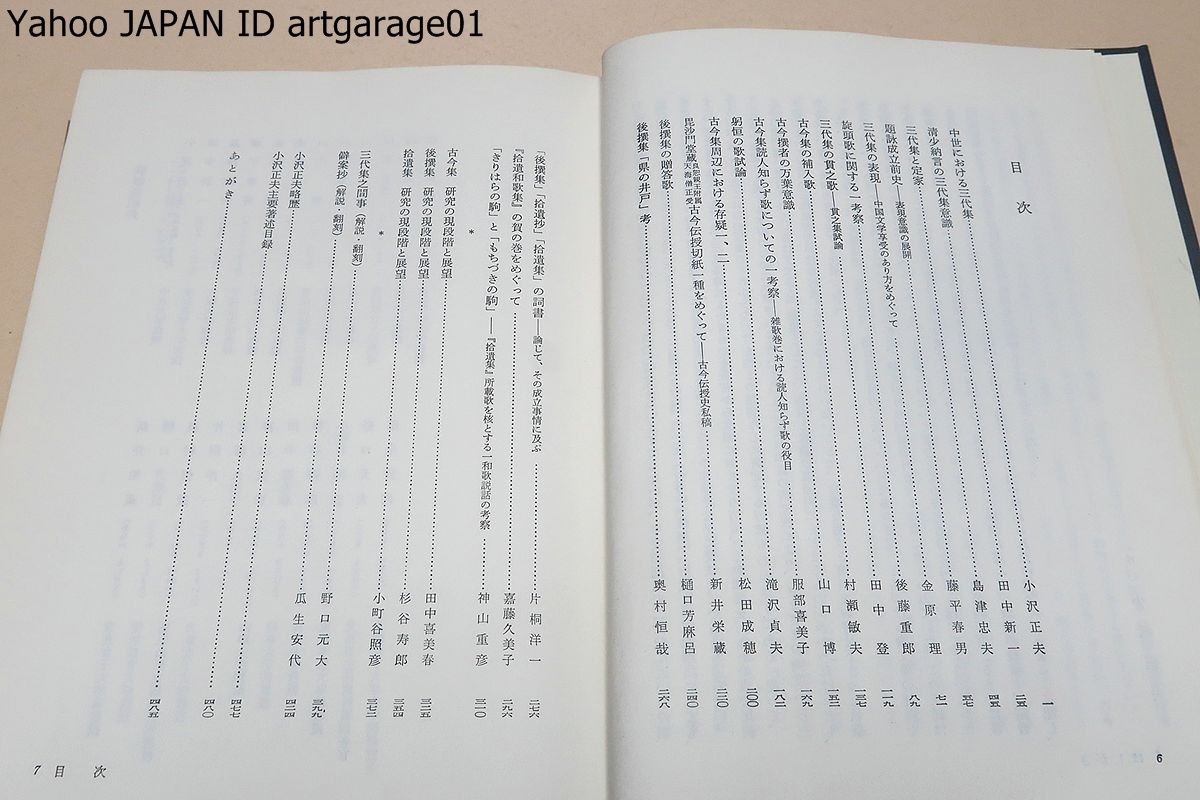 Yahoo JAPAN ID artgarage01
目次
中世における三代集……小沢正夫 一
清少納言の三代集意識……田中新一 二五
三代集と定家……島津忠夫 四五
題詠成立前史――表現意識の展開……藤平春男 五七
三代集の表現――中国文学享受のあり方をめぐって……金原理 七一
旋頭歌に関する一考察……後藤重郎 八九
三代集の貫之歌――貫之集試論……田中登 一一九
古今集の補入歌……村瀬敏夫 一三七
古今撰者の万葉意識……山口博 一五二
古今集読人知らず歌についての一考察――雑歌巻における読人知らず歌の役目……服部喜美子 一六九
躬恒の歌試論……滝沢貞夫 一八二
古今集周辺における存疑一、二……松田成穂 二〇〇
毘沙門堂蔵良恕親王附属天海僧正受古今伝授切紙一種をめぐって――古今伝授史私稿……新井栄蔵 二二〇
後撰集の贈答歌……樋口芳麻呂 二四〇
後撰集「県の井戸」考……奥村恒哉 二六八
6
「後撰集」「拾遺抄」「拾遺集」の詞書――論じて、その成立事情に及ぶ……片桐洋一 二七六
『拾遺和歌集』の賀の巻をめぐって……嘉藤久美子 二九六
「きりはらの駒」と「もちづきの駒」――『拾遺集』所載歌を核とする一和歌説話の考察……神山重彦 三一〇
*
古今集 研究の現段階と展望……田中喜美春 三二五
後撰集 研究の現段階と展望……杉谷寿郎 三五四
拾遺集 研究の現段階と展望……小町谷照彦 三七二
*
三代集之間事(解説・翻刻)……野口元大 三九九
僻案抄(解説・翻刻)……瓜生安代 四二四
小沢正夫略歴……四七七
小沢正夫主要著述目録……四八〇
あとがき……四八五
7 目次